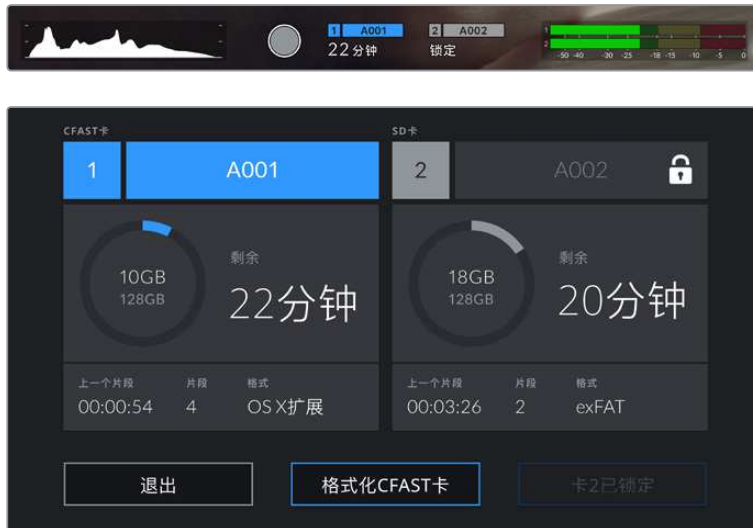 1 A001 2 A002
22分钟 锁定
1
2
-50 -40 -30 -25 -18 -15 -10 -5 0
CFAST卡 SD卡
1 A001 2 A002
10GB
128GB
剩余
22分钟
18GB
128GB
剩余
20分钟
上一个片段 片段 格式
00:00:54 4 OS X扩展
上一个片段 片段 格式
00:03:26 2 exFAT
退出 格式化CFAST卡 卡2已锁定